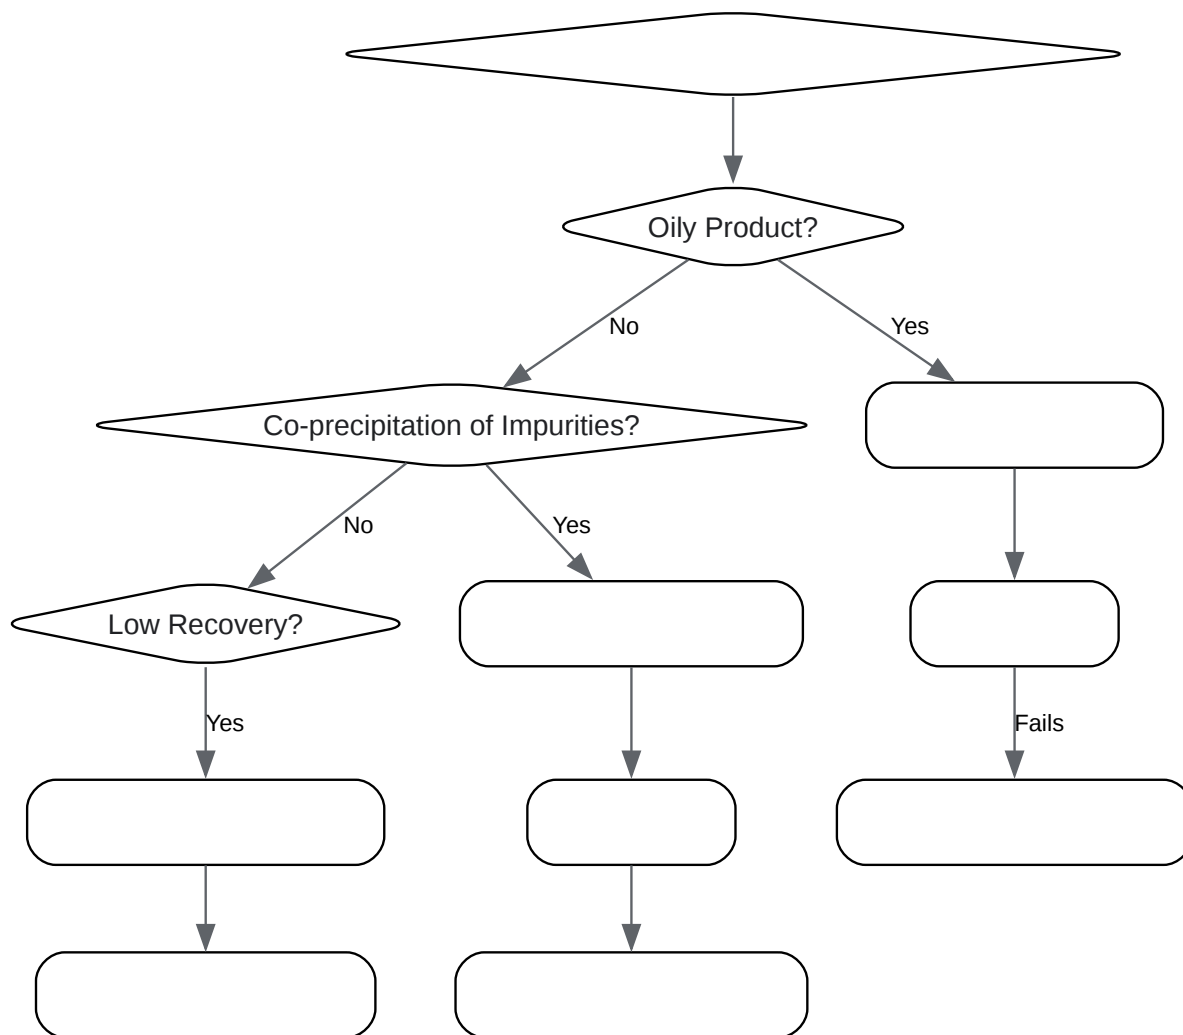 Oily Product?
No
Yes
Co-precipitation of Impurities?
No
Yes
Low Recovery?
Yes
Fails